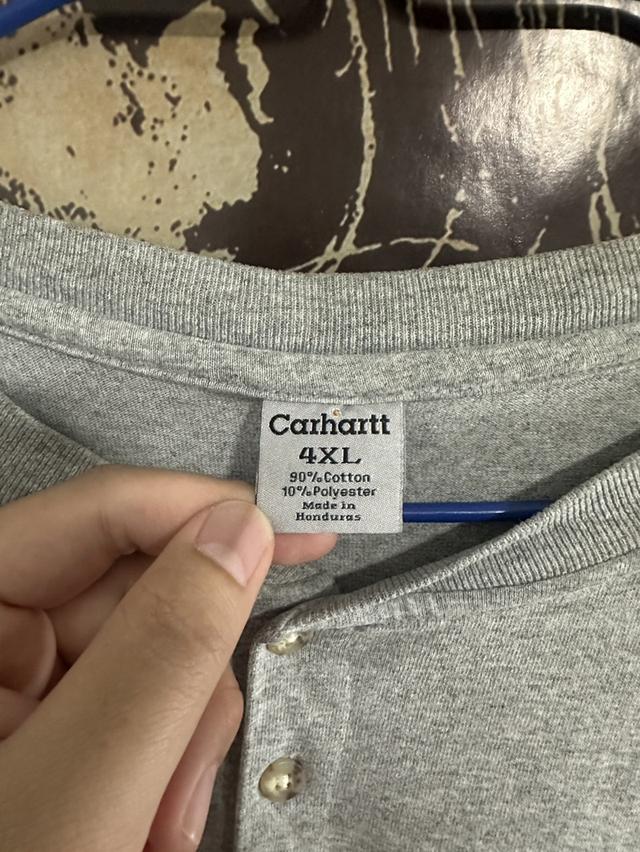 Carhartt
4XL
90% Cotton
10% Polyester
Made in
Honduras